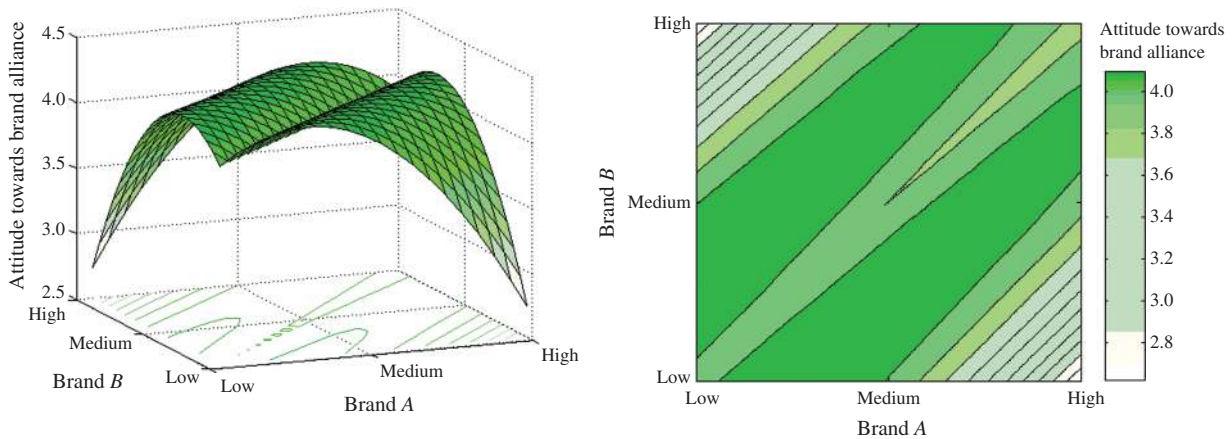 4.5
4.0
3.5
3.0
2.5
Attitude towards brand alliance
High
Medium
Low
Brand B
Low
Medium
High
Brand A
High
Medium
Low
Brand B
Low
Medium
High
Brand A
Attitude towards
brand alliance
4.0
3.8
3.6
3.4
3.2
3.0
2.8